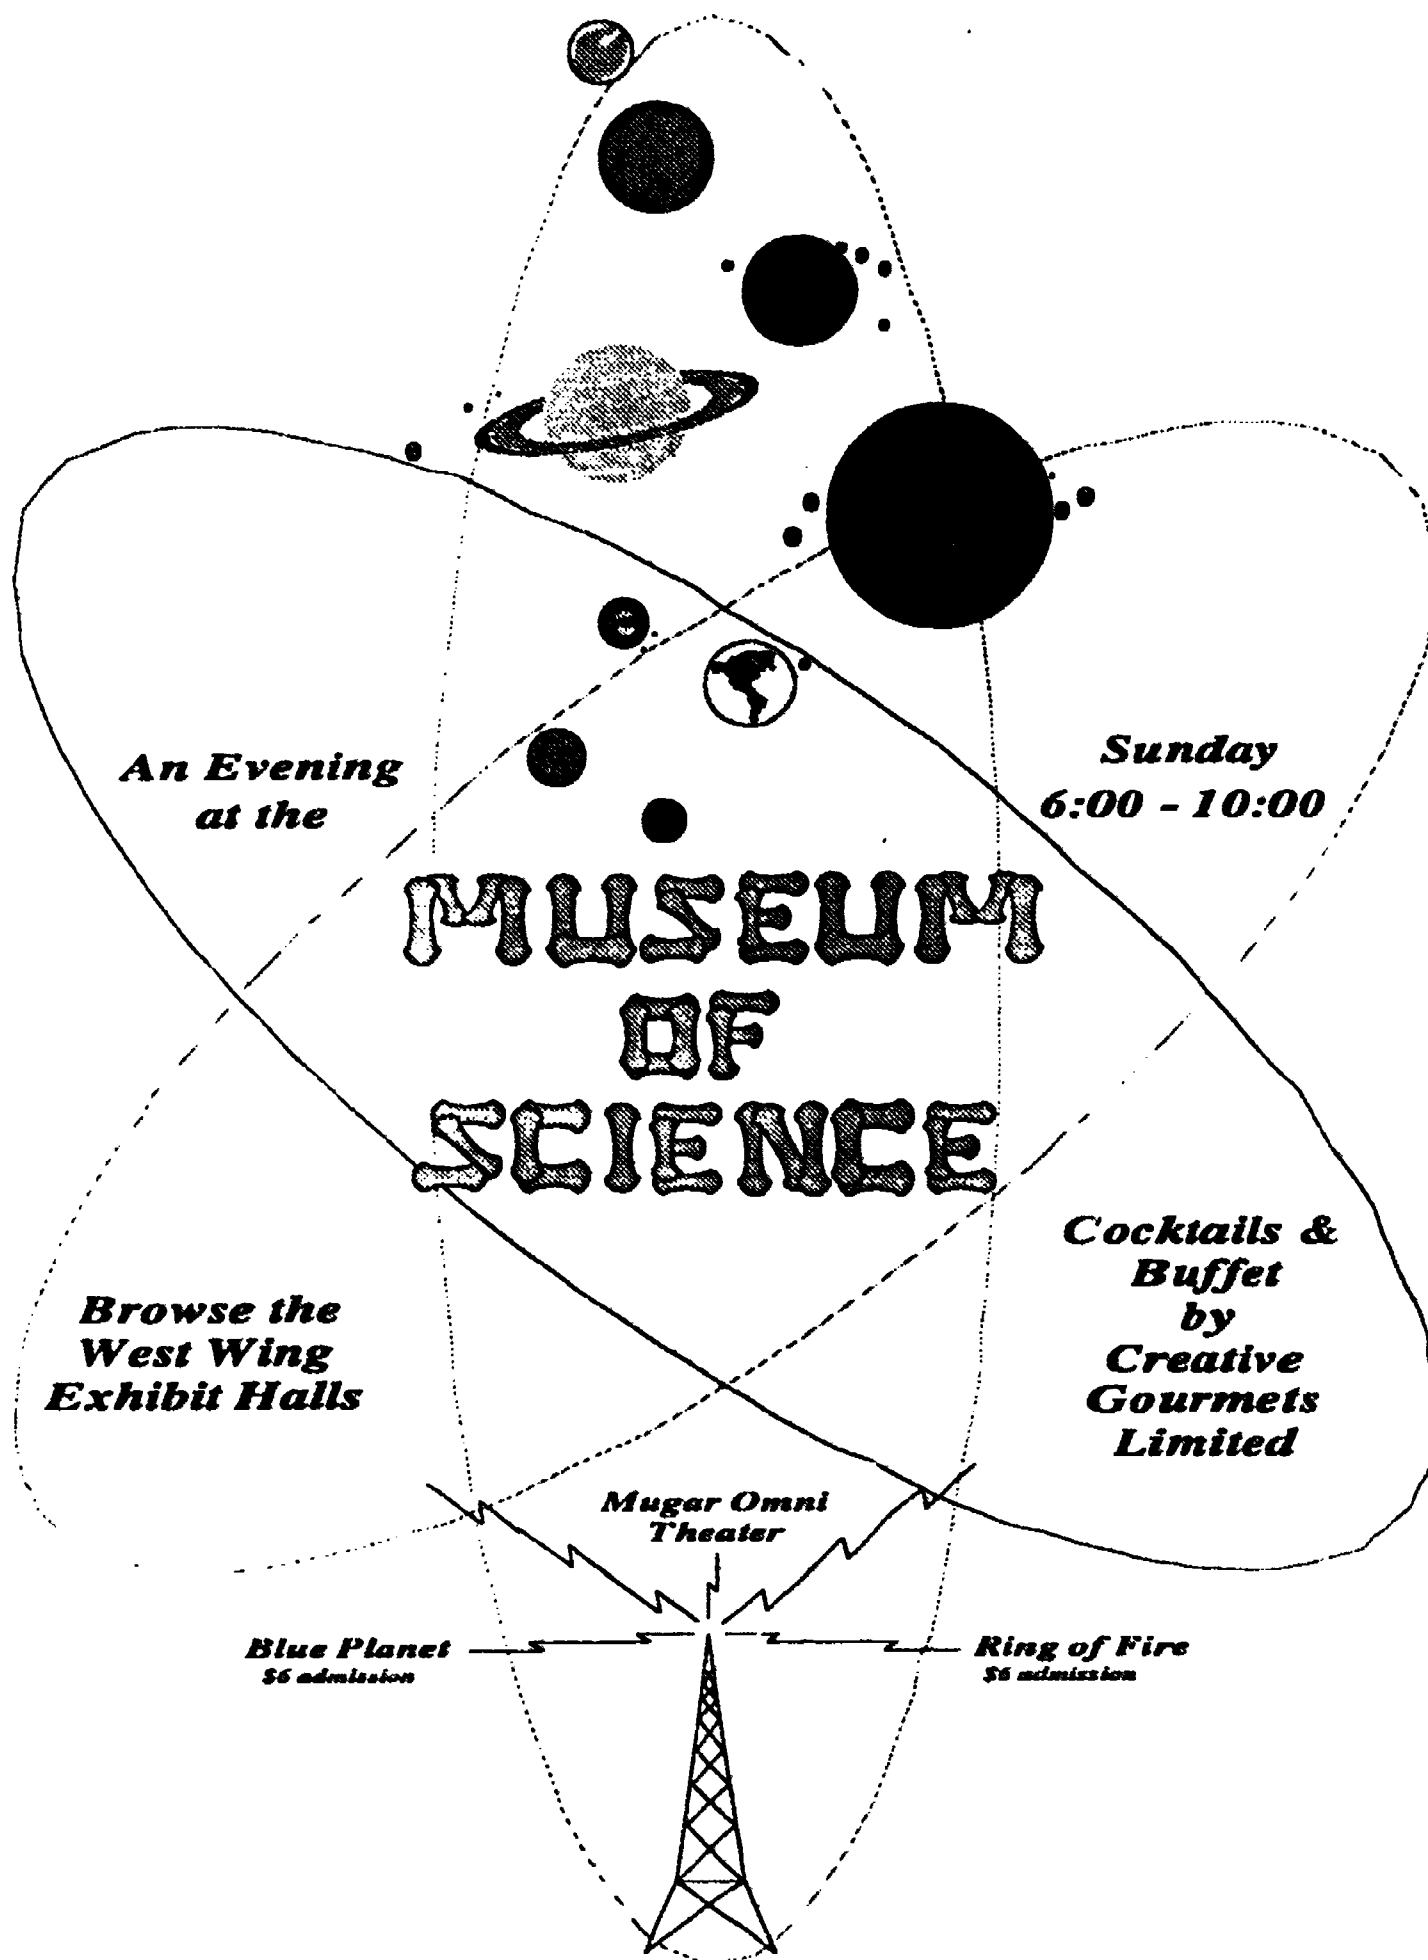 An Evening
at the
Sunday
6:00 - 10:00
MUSEUM
OF
SCIENCE
Browse the
West Wing
Exhibit Halls
Cocktails &
Buffet
by
Creative
Gourmets
Limited
Mugar Omni
Theater
Blue Planet
$6 admission
Ring of Fire
$6 admission